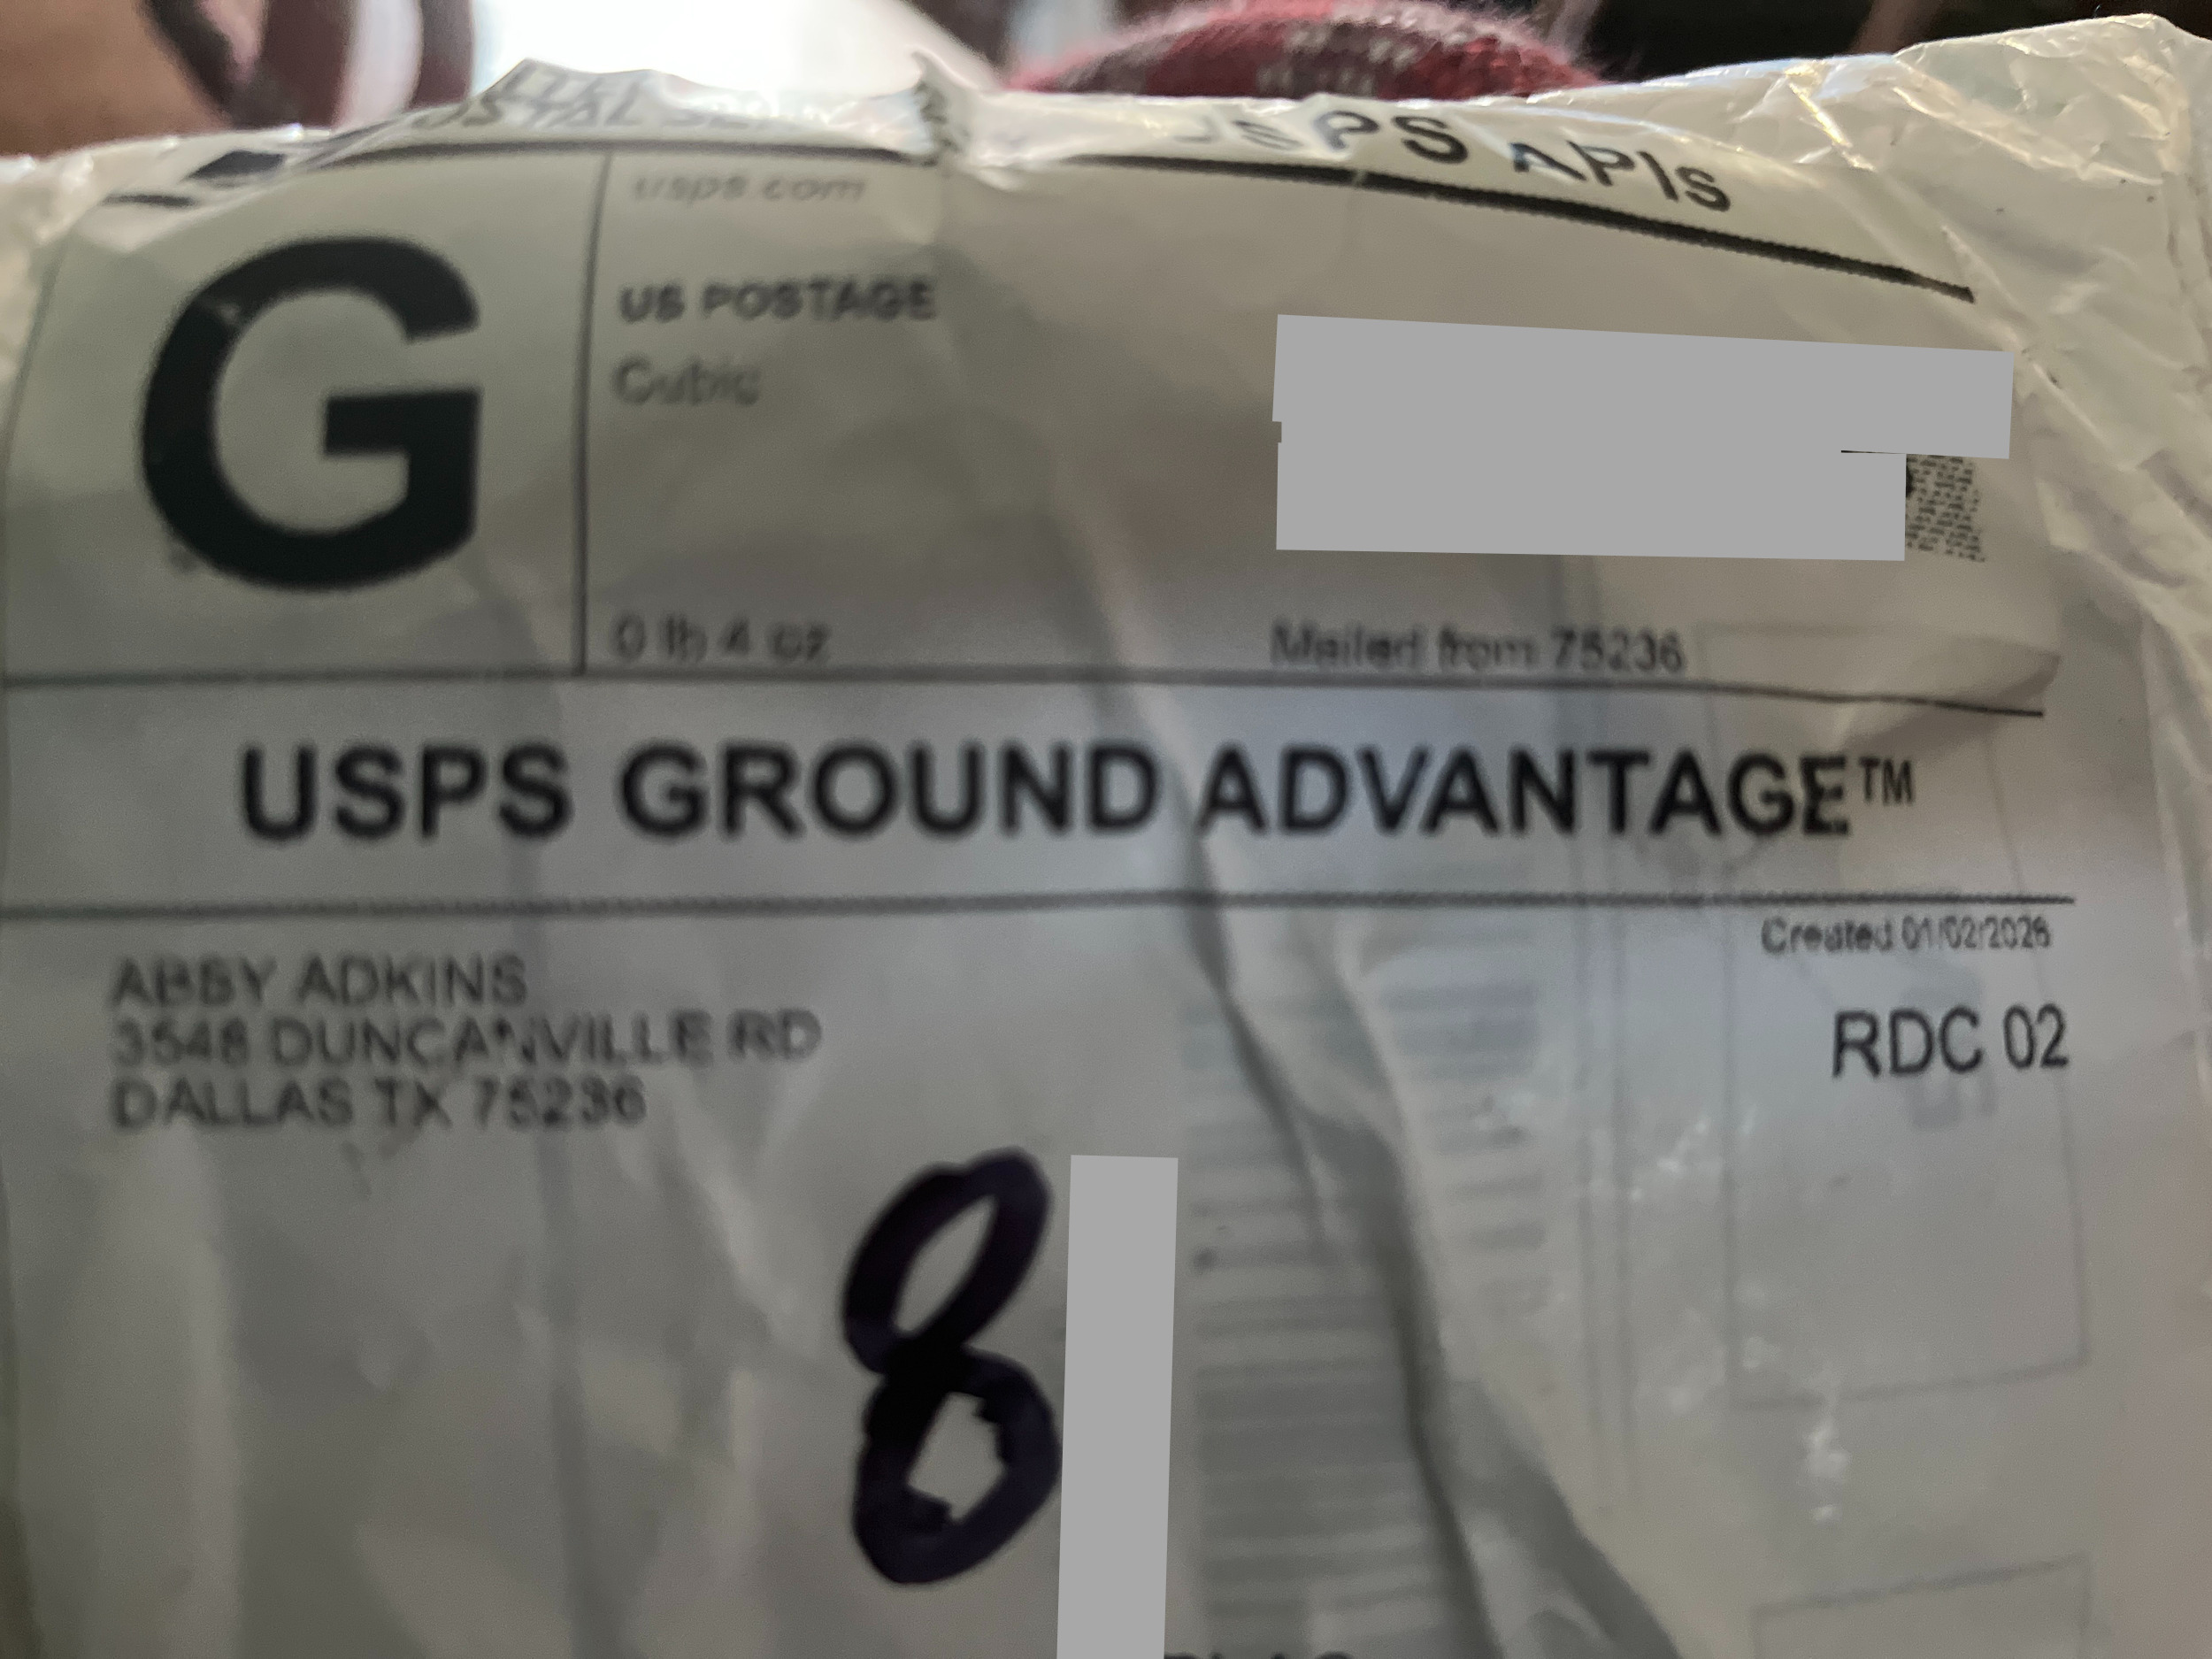 POSTAL
USPS APIs
G
usps.com
US POSTAGE
Cubic
0 lb 4 oz
Mailed from 75236
USPS GROUND ADVANTAGE™
Created 01/02/2026
ABBY ADKINS
3548 DUNCANVILLE RD
DALLAS TX 75236
RDC 02
8